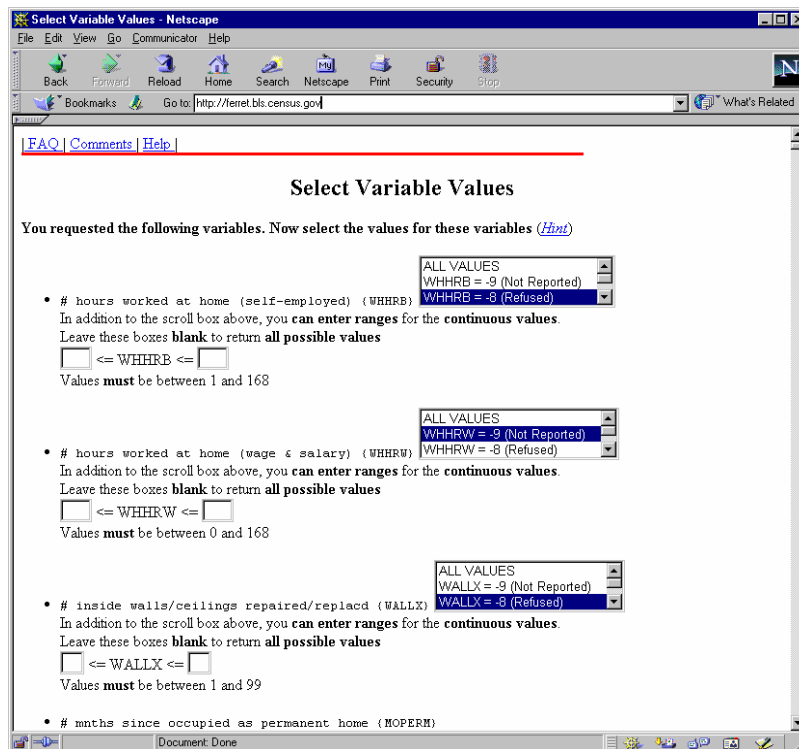 Select Variable Values - Netscape
File Edit View Go Communicator Help
Back Forward Reload Home Search Netscape Print Security Stop
Bookmarks Go to: http://ferret.bls.census.gov What's Related
| FAQ | Comments | Help |
Select Variable Values
You requested the following variables. Now select the values for these variables (Hint)
ALL VALUES
WHHRB = -9 (Not Reported)
WHHRB = -8 (Refused)
# hours worked at home (self-employed) {WHHRB}
In addition to the scroll box above, you can enter ranges for the continuous values.
Leave these boxes blank to return all possible values
<= WHHRB <=
Values must be between 1 and 168
ALL VALUES
WHHRW = -9 (Not Reported)
WHHRW = -8 (Refused)
# hours worked at home (wage & salary) {WHHRW}
In addition to the scroll box above, you can enter ranges for the continuous values.
Leave these boxes blank to return all possible values
<= WHHRW <=
Values must be between 0 and 168
ALL VALUES
WALLX = -9 (Not Reported)
WALLX = -8 (Refused)
# inside walls/ceilings repaired/replacd {WALLX}
In addition to the scroll box above, you can enter ranges for the continuous values.
Leave these boxes blank to return all possible values
<= WALLX <=
Values must be between 1 and 99
# mnths since occupied as permanent home {MOPERM}
Document: Done